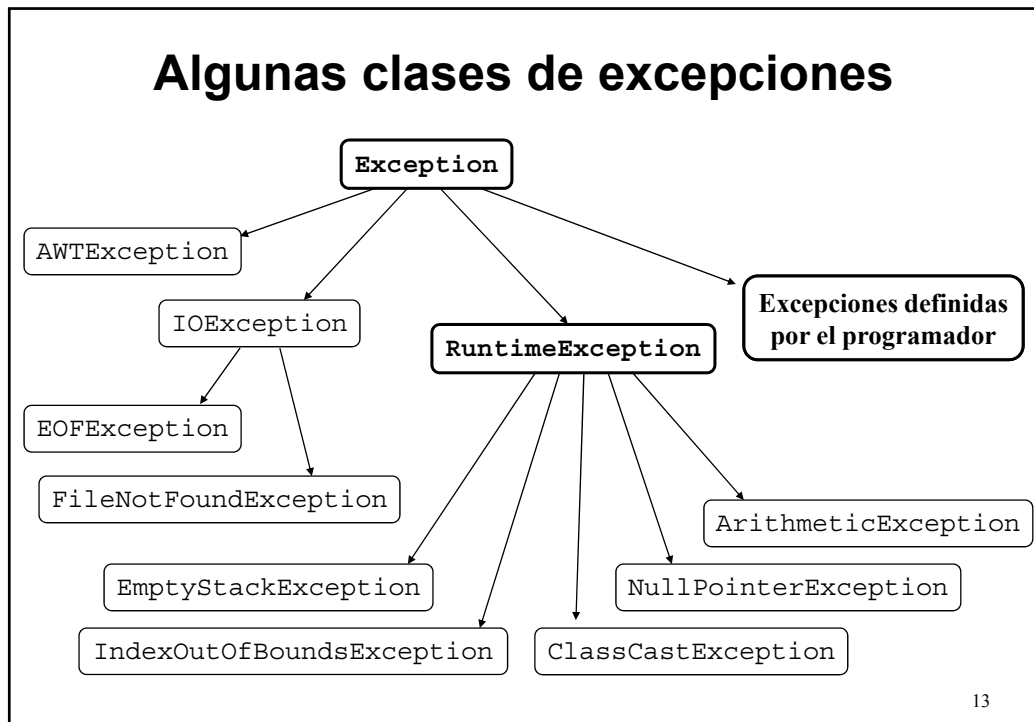 Algunas clases de excepciones
Exception
AWTException
IOException
Excepciones definidas
por el programador
RuntimeException
EOFException
FileNotFoundException
ArithmeticException
EmptyStackException
NullPointerException
IndexOutOfBoundsException
ClassCastException
13